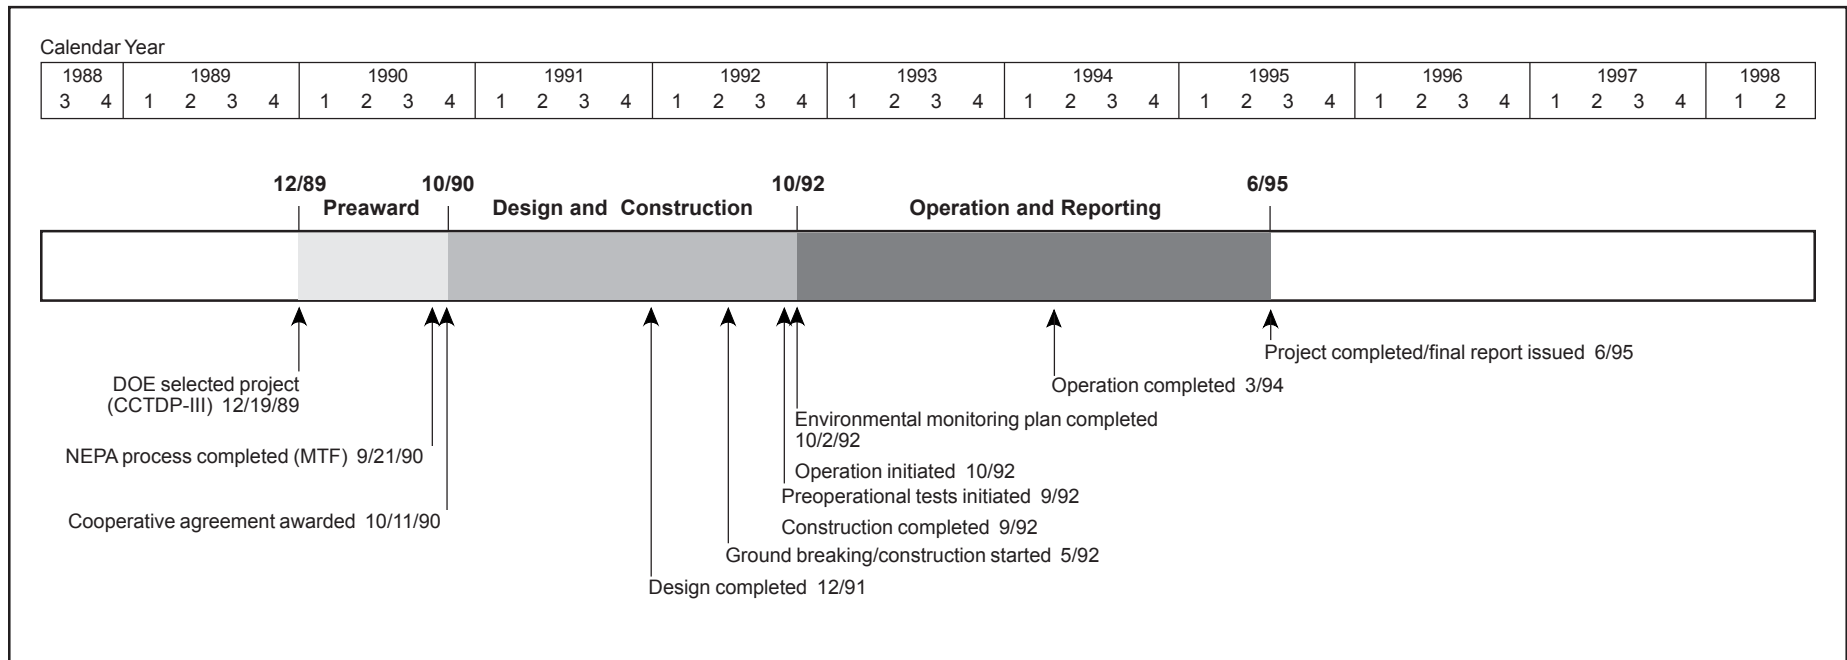 Calendar Year
1988 1989 1990 1991 1992 1993 1994 1995 1996 1997 1998
3 4 1 2 3 4 1 2 3 4 1 2 3 4 1 2 3 4 1 2 3 4 1 2 3 4 1 2 3 4 1 2 3 4 1 2 3 4 1 2
12/89 10/90 10/92 6/95
Preaward Design and Construction Operation and Reporting
Project completed/final report issued 6/95
DOE selected project
(CCTDP-III) 12/19/89
Operation completed 3/94
Environmental monitoring plan completed
10/2/92
NEPA process completed (MTF) 9/21/90
Operation initiated 10/92
Preoperational tests initiated 9/92
Cooperative agreement awarded 10/11/90
Construction completed 9/92
Ground breaking/construction started 5/92
Design completed 12/91